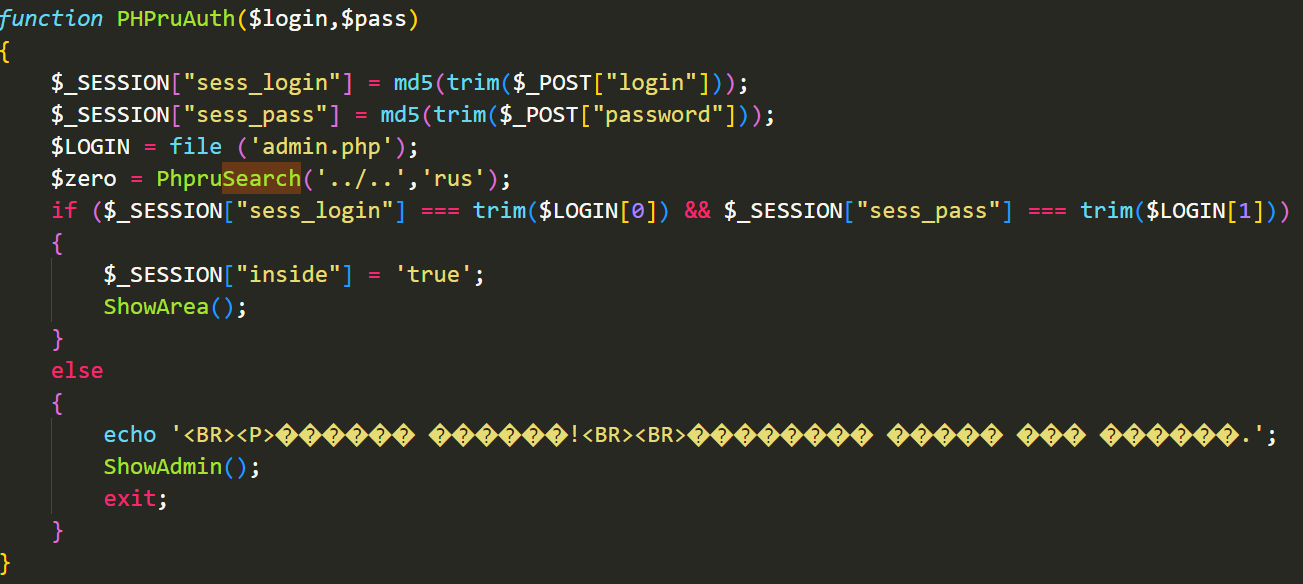 function PHPruAuth($login,$pass)
{
$_SESSION["sess_login"] = md5(trim($_POST["login"]));
$_SESSION["sess_pass"] = md5(trim($_POST["password"]));
$LOGIN = file ('admin.php');
$zero = PhpruSearch('../..','rus');
if ($_SESSION["sess_login"] === trim($LOGIN[0]) && $_SESSION["sess_pass"] === trim($LOGIN[1]))
{
$_SESSION["inside"] = 'true';
ShowArea();
}
else
{
echo '<BR><P>������ ������!<BR><BR>�������� ����� ��� ������.';
ShowAdmin();
exit;
}
}